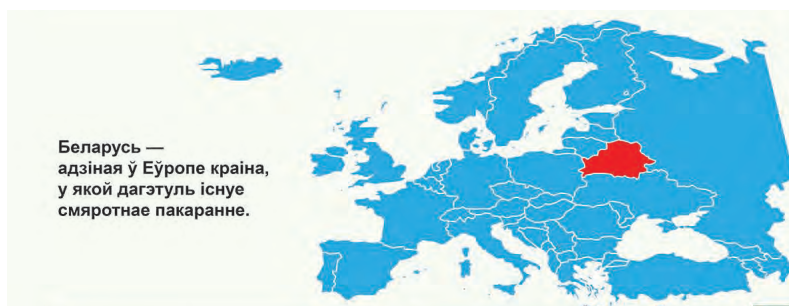 Беларусь —
адзіная ў Еўропе краіна,
у якой дагэтуль існуе
смяротнае пакаранне.